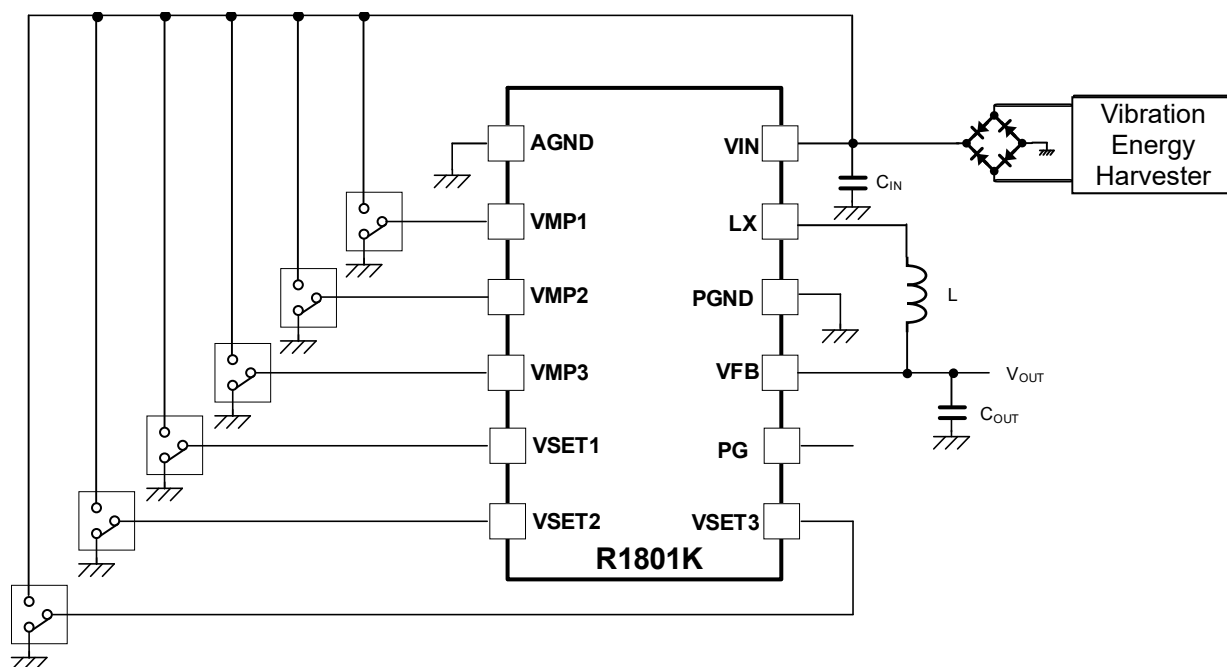 AGND
VMP1
VMP2
VMP3
VSET1
VSET2
VIN
LX
PGND
VFB
PG
VSET3
R1801K
CIN
L
VOUT
COUT
Vibration
Energy
Harvester